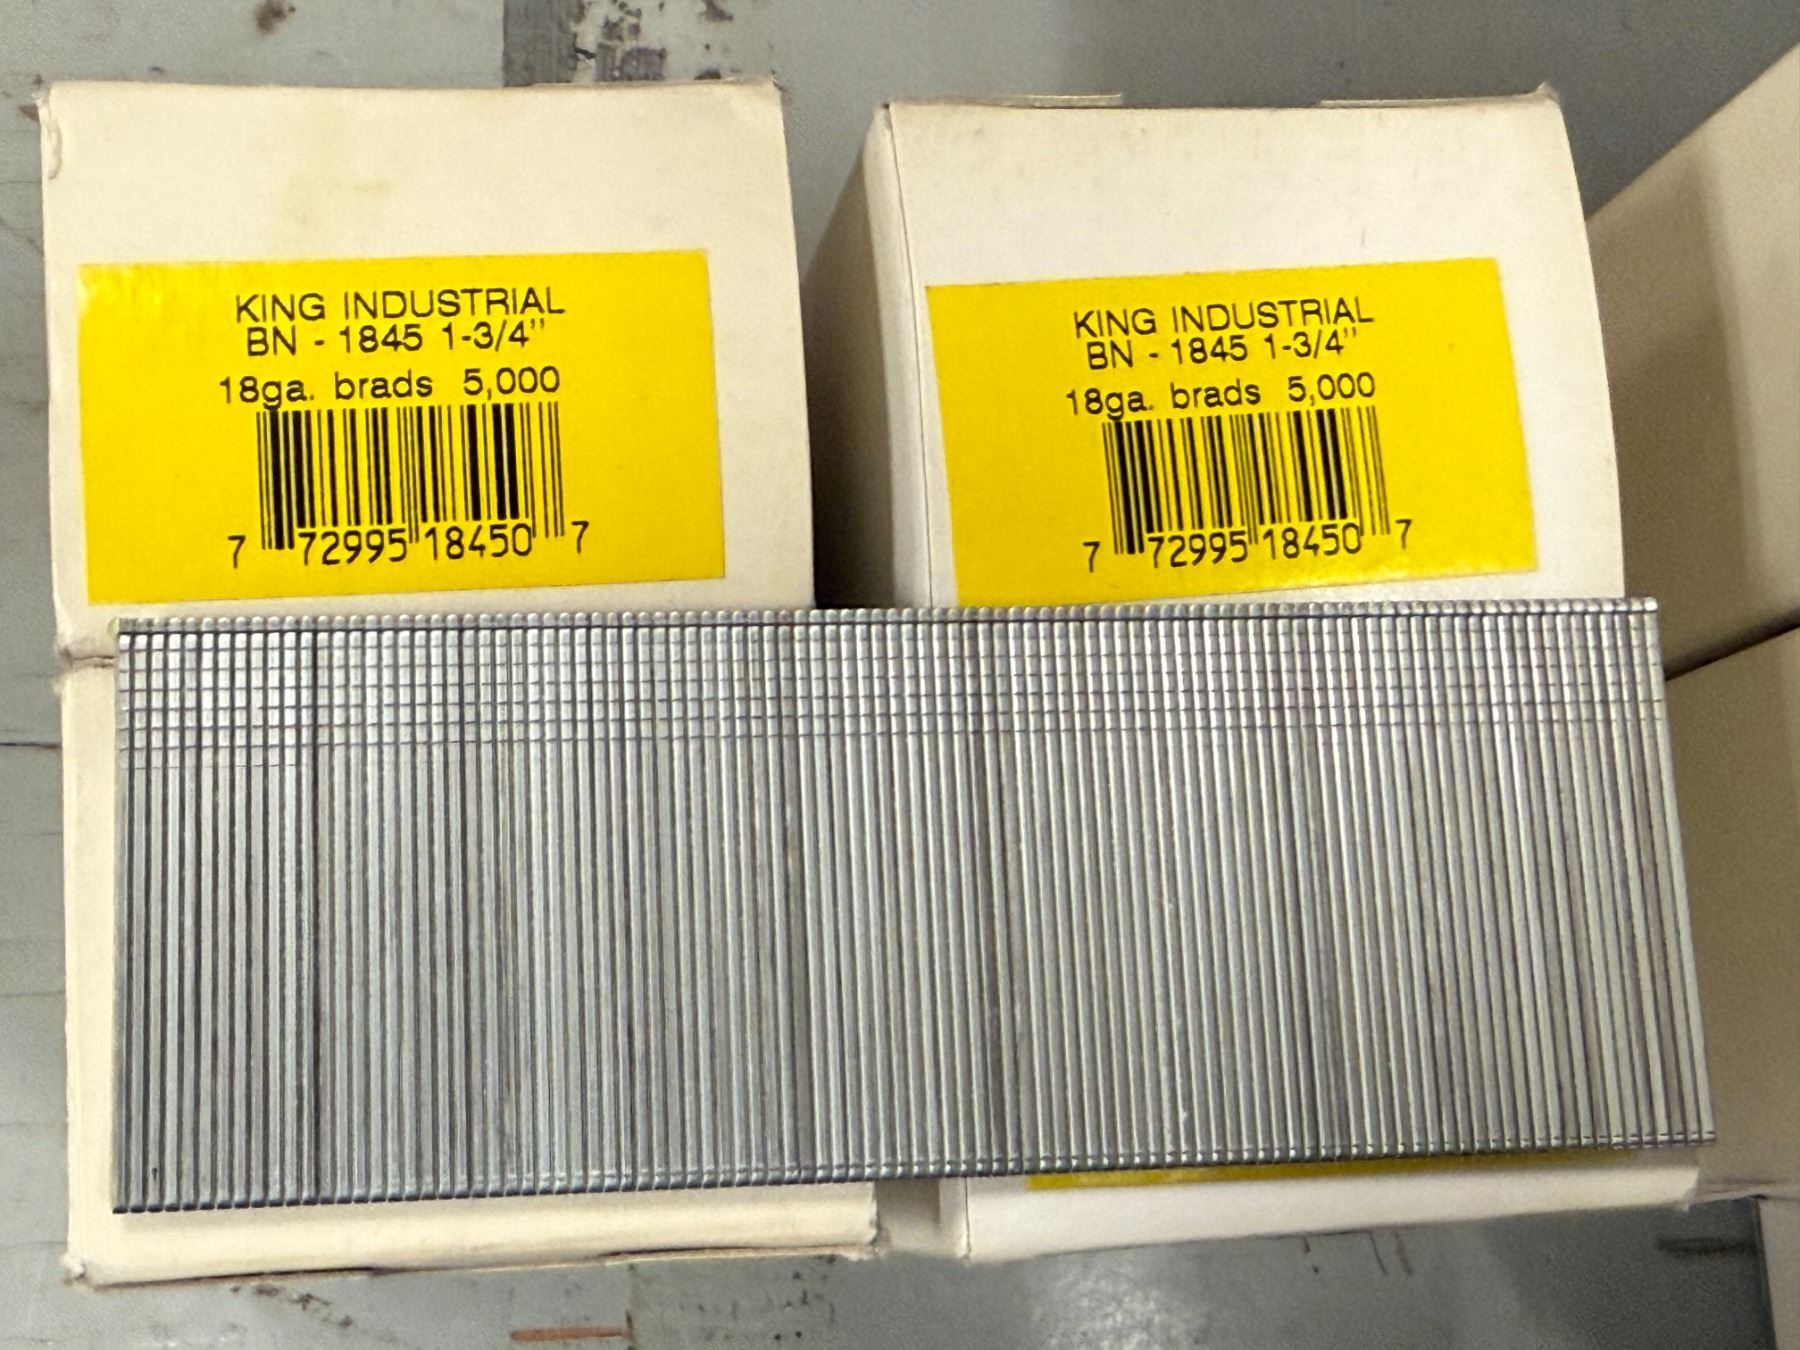 KING INDUSTRIAL
BN - 1845 1-3/4"
18ga. brads 5,000
7 72995 18450 7
KING INDUSTRIAL
BN - 1845 1-3/4"
18ga. brads 5,000
7 72995 18450 7